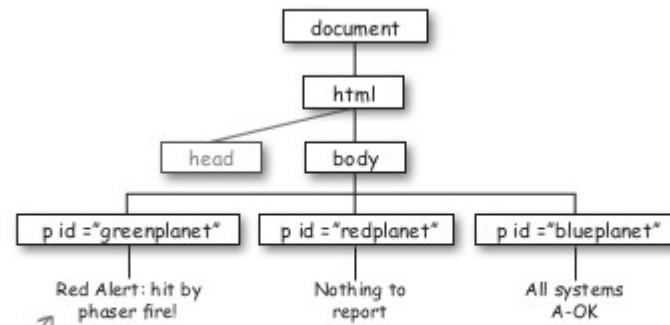 document
html
head
body
p id ="greenplanet"
p id ="redplanet"
p id ="blueplanet"
Red Alert: hit by
phaser fire!
Nothing to
report
All systems
A-OK